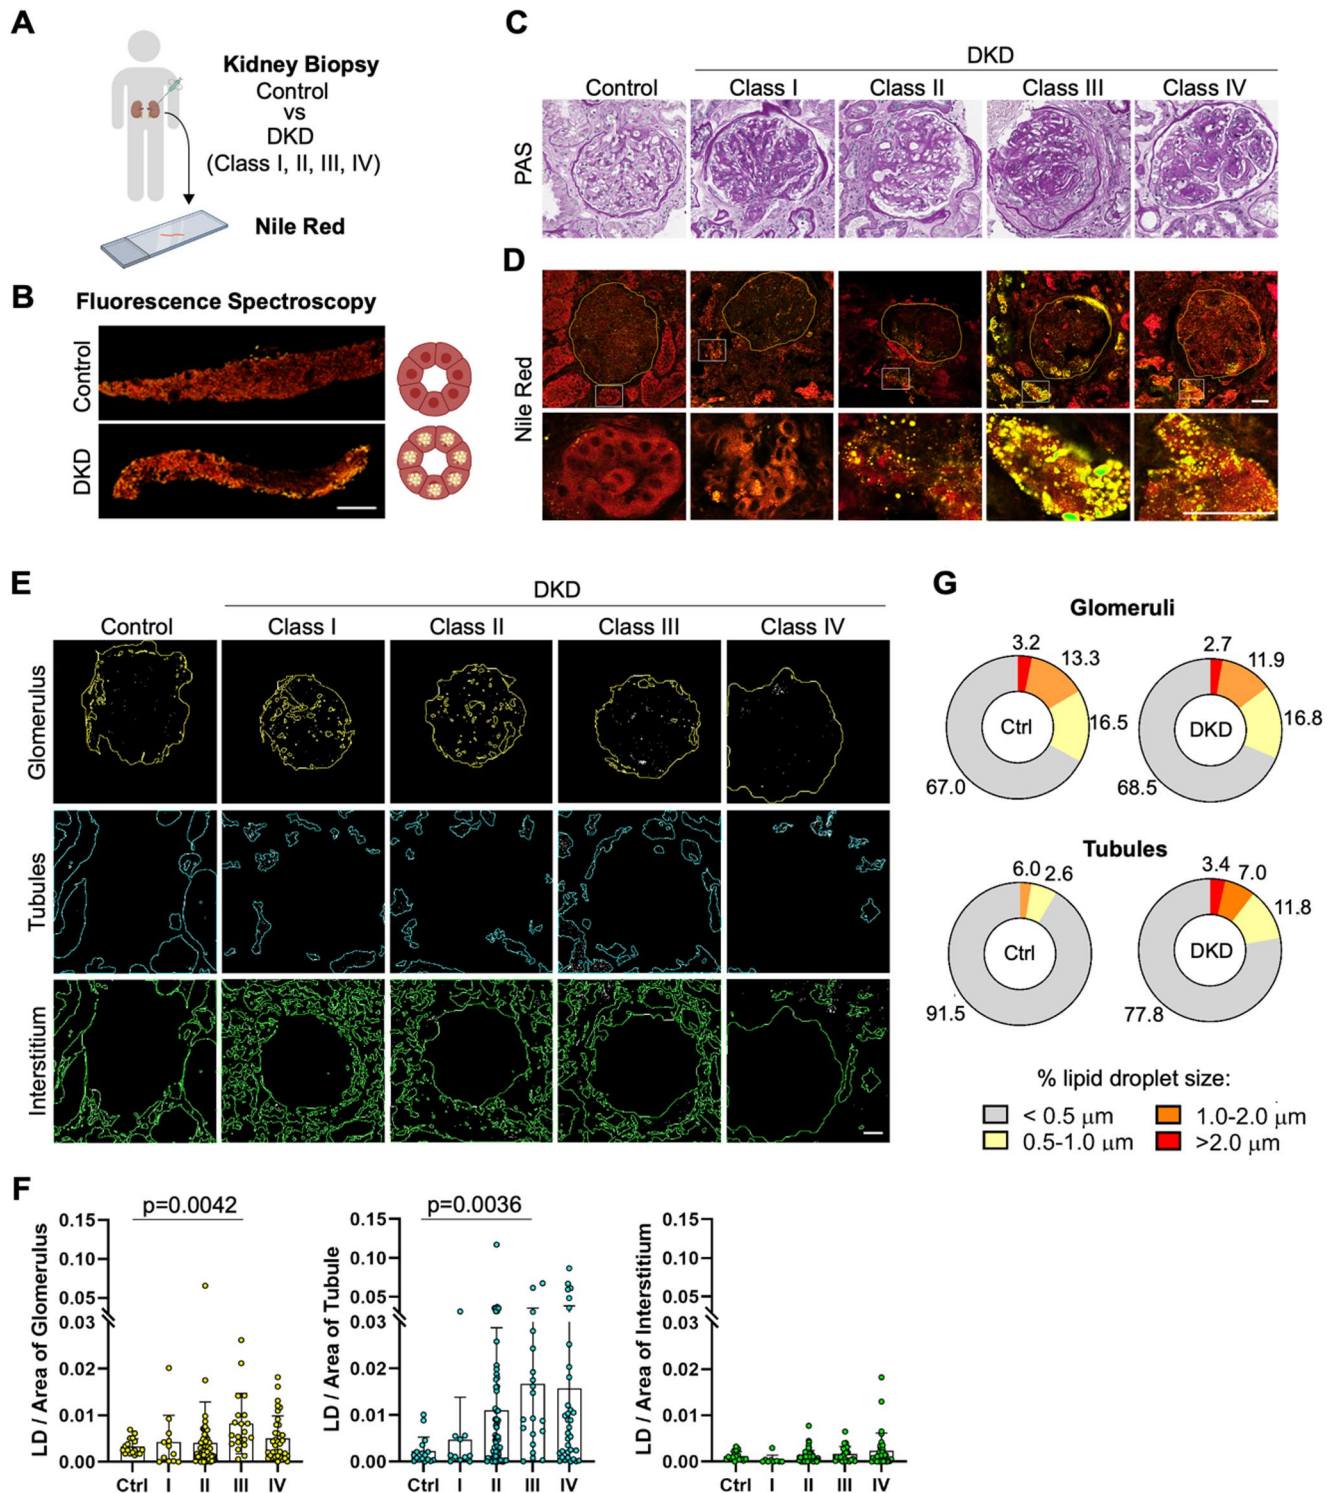 A
Kidney Biopsy
Control
vs
DKD
(Class I, II, III, IV)
Nile Red
B
Fluorescence Spectroscopy
Control
DKD
C
DKD
Control Class I Class II Class III Class IV
PAS
D
Nile Red
E
DKD
Control Class I Class II Class III Class IV
Glomerulus
Tubules
Interstitium
G
Glomeruli
3.2 13.3 16.5 67.0 Ctrl
2.7 11.9 16.8 68.5 DKD
Tubules
6.0 2.6 91.5 Ctrl
3.4 7.0 11.8 77.8 DKD
% lipid droplet size:
< 0.5 μm 1.0-2.0 μm
0.5-1.0 μm >2.0 μm
F
p=0.0042
LD / Area of Glomerulus
0.15
0.10
0.05
0.03
0.02
0.01
0.00
Ctrl I II III IV
p=0.0036
LD / Area of Tubule
0.15
0.10
0.05
0.03
0.02
0.01
0.00
Ctrl I II III IV
LD / Area of Interstitium
0.15
0.10
0.05
0.03
0.02
0.01
0.00
Ctrl I II III IV